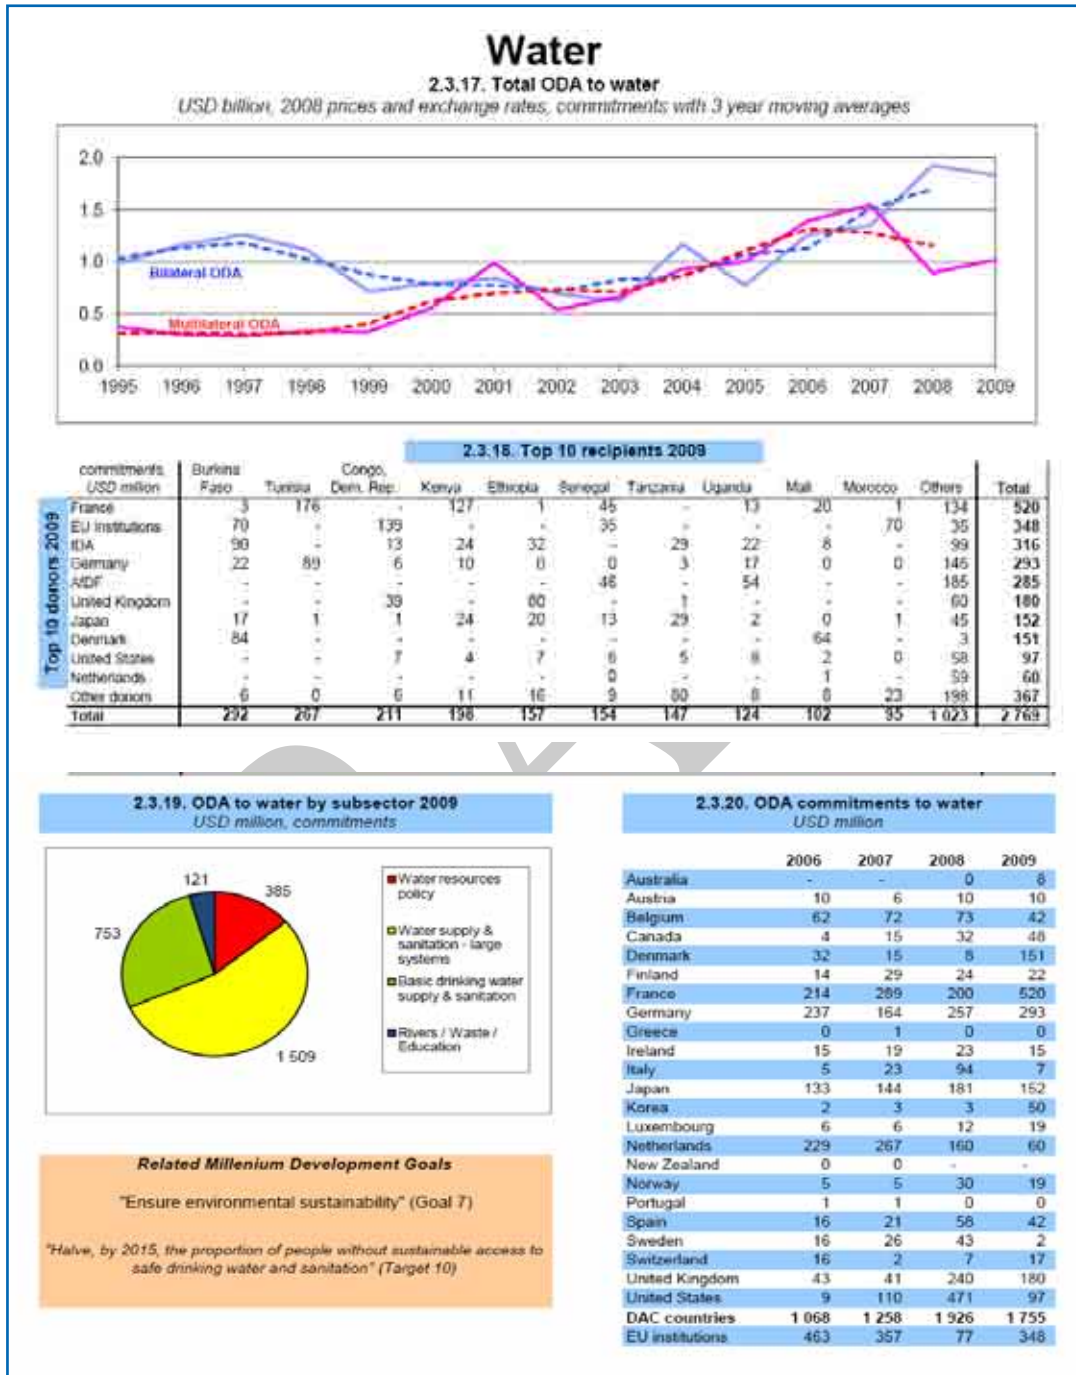 Water
2.3.17. Total ODA to water
USD billion, 2008 prices and exchange rates, commitments with 3 year moving averages
2.0
1.5
1.0
0.5
0.0
Bilateral ODA
Multilateral ODA
1995 1996 1997 1998 1999 2000 2001 2002 2003 2004 2005 2006 2007 2008 2009
2.3.18. Top 10 recipients 2009
commitments Burkina Congo,
USD million Faso Tunisia Dem. Rep. Kenya Ethiopia Senegal Tanzania Uganda Mali Morocco Others Total
Top 10 donors 2009
France 3 176 - 127 1 45 - 13 20 1 134 520
EU Institutions 70 - 139 - - 35 - - - 70 35 348
IDA 90 - 13 24 32 - 29 22 8 - 99 316
Germany 22 89 6 10 0 3 17 0 0 146 293
AfDF - - - - - 46 - 54 - - 185 285
United Kingdom - - 39 - 80 - 1 - - - 60 180
Japan 17 1 1 24 20 13 29 2 0 1 45 152
Denmark 84 - - - - - - - 64 - 3 151
United States - - 7 4 7 6 5 8 2 0 58 97
Netherlands - - - - - 0 - - 1 - 59 60
Other donors 6 0 6 11 16 9 80 8 8 23 198 367
Total 292 267 211 198 157 154 147 124 102 95 1 023 2 769
2.3.19. ODA to water by subsector 2009
USD million, commitments
121
385
753
1 509
Water resources
policy
Water supply &
sanitation - large
systems
Basic drinking water
supply & sanitation
Rivers / Waste /
Education
Related Millenium Development Goals
"Ensure environmental sustainability" (Goal 7)
"Halve, by 2015, the proportion of people without sustainable access to
safe drinking water and sanitation" (Target 10)
2.3.20. ODA commitments to water
USD million
2006 2007 2008 2009
Australia - - 0 8
Austria 10 6 10 10
Belgium 62 72 73 42
Canada 4 15 32 48
Denmark 32 15 8 151
Finland 14 29 24 22
France 214 289 200 520
Germany 237 164 257 293
Greece 0 1 0 0
Ireland 15 19 23 15
Italy 5 23 94 7
Japan 133 144 181 152
Korea 2 3 3 50
Luxembourg 6 6 12 19
Netherlands 229 267 160 60
New Zealand 0 0 - -
Norway 5 5 30 19
Portugal 1 1 0 0
Spain 16 21 58 42
Sweden 16 26 43 2
Switzerland 16 2 7 17
United Kingdom 43 41 240 180
United States 9 110 471 97
DAC countries 1 068 1 258 1 926 1 755
EU institutions 463 357 77 348